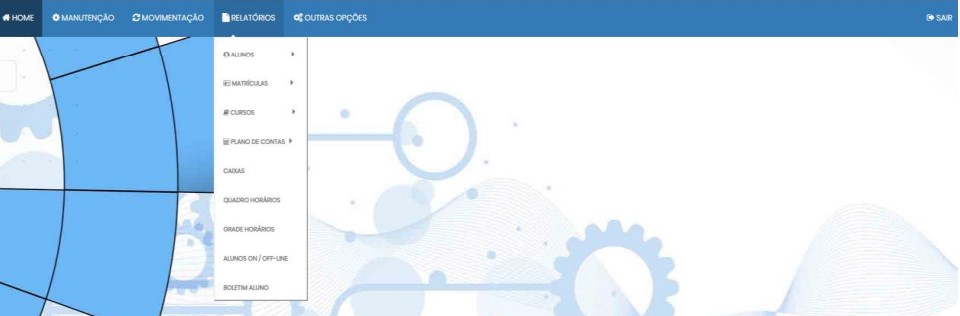 HOME MANUTENÇÃO MOVIMENTAÇÃO RELATÓRIOS OUTRAS OPÇÕES SAIR
ALUNOS
MATRÍCULAS
CURSOS
PLANO DE CONTAS
CAIXAS
QUADRO HORÁRIOS
GRADE HORÁRIOS
ALUNOS ON / OFF-LINE
BOLETIM ALUNO